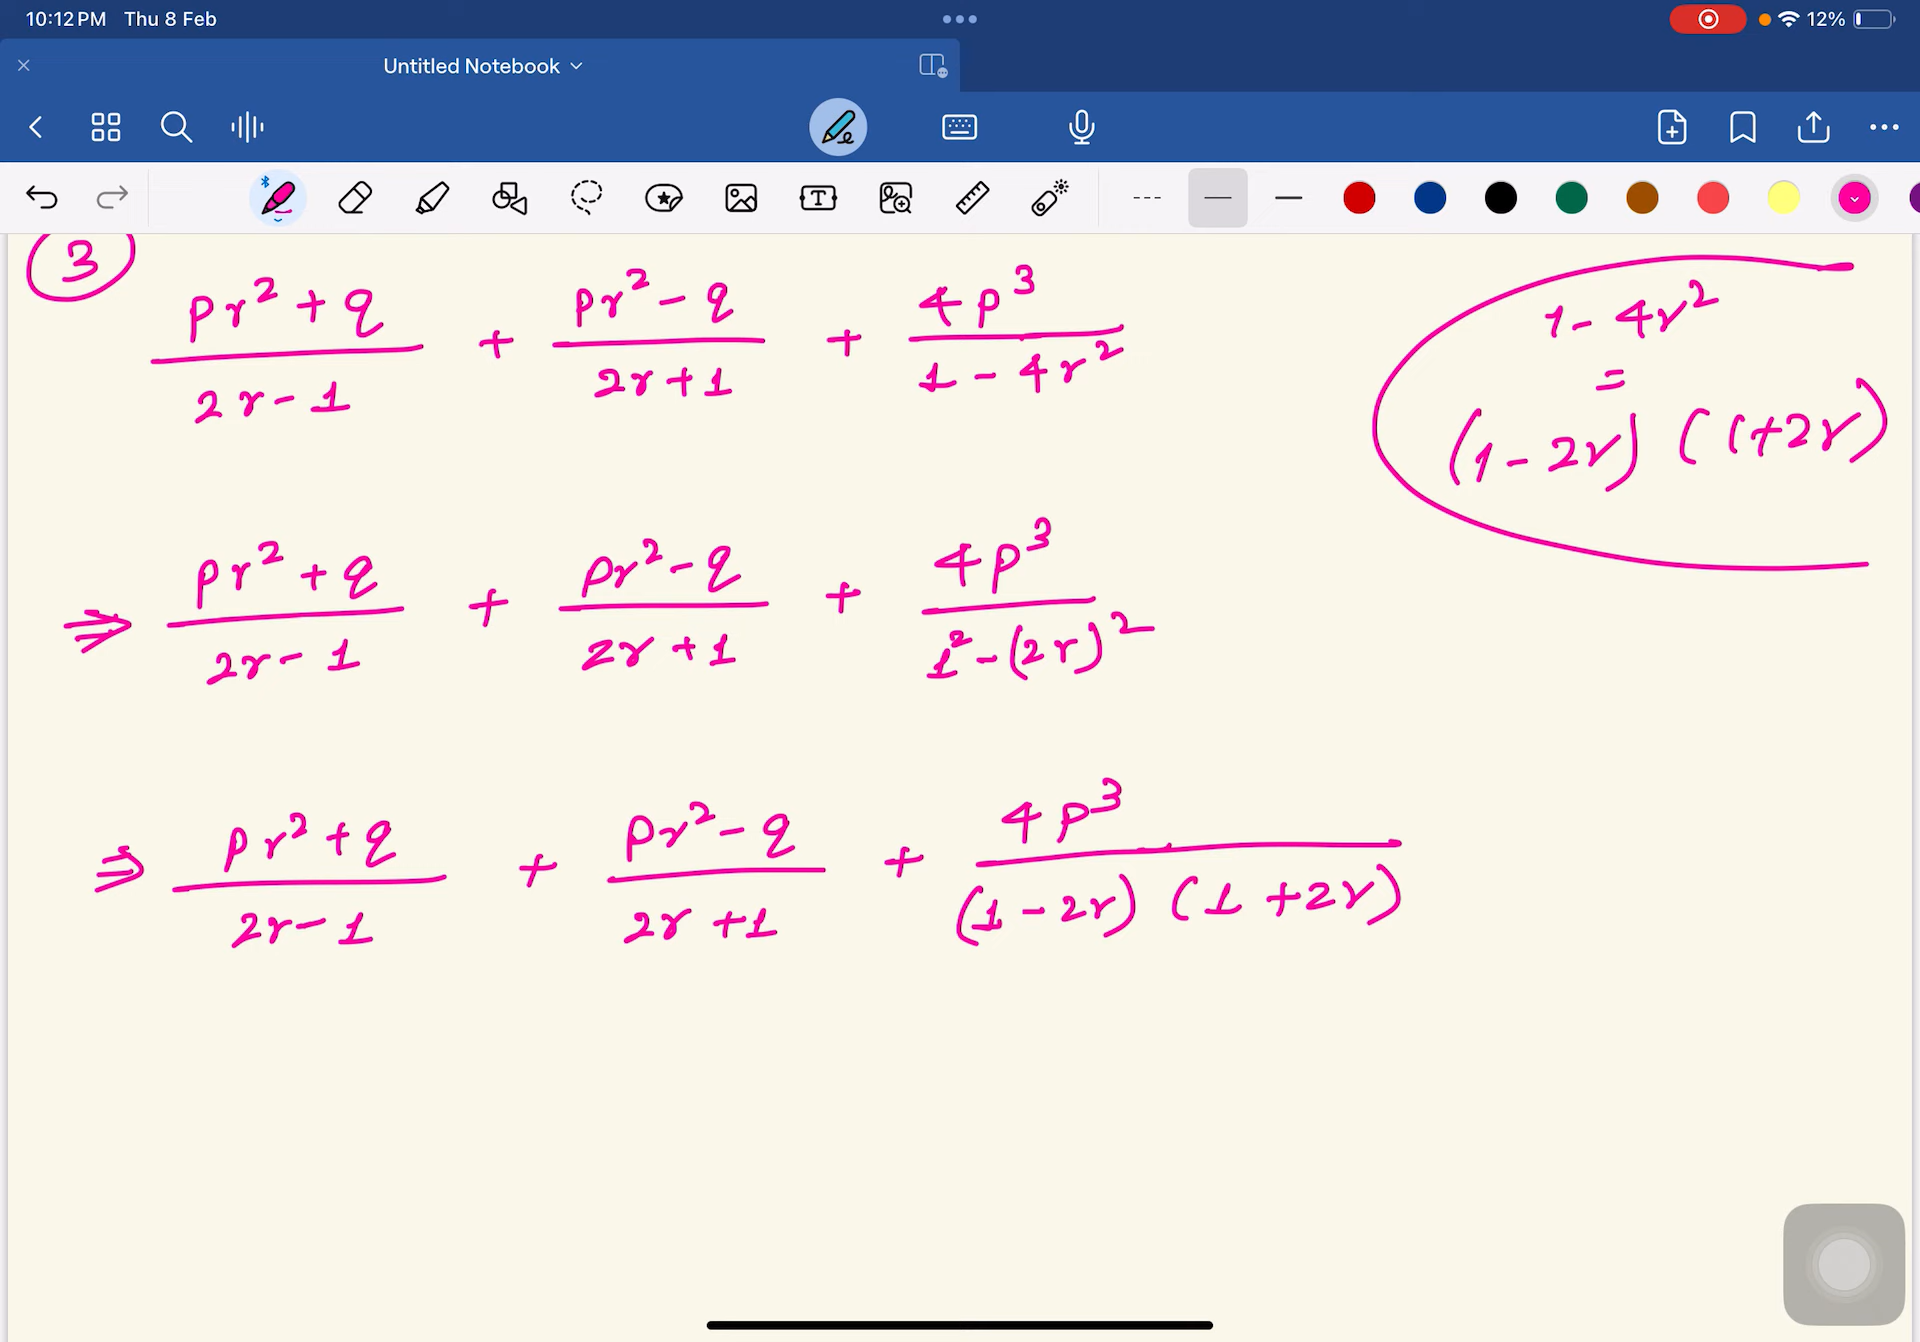 10:12 PM Thu 8 Feb 12%
Untitled Notebook
③
(pr² + q)/(2r - 1) + (pr² - q)/(2r + 1) + 4p³/(1 - 4r²)
1 - 4r²
=
(1 - 2r) (1 + 2r)
⇒ (pr² + q)/(2r - 1) + (pr² - q)/(2r + 1) + 4p³/(1² - (2r)²)
⇒ (pr² + q)/(2r - 1) + (pr² - q)/(2r + 1) + 4p³/((1 - 2r) (1 + 2r))